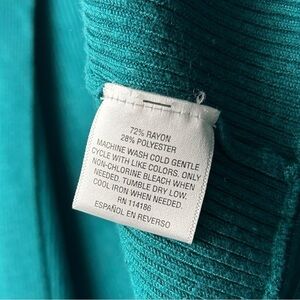 72% RAYON
28% POLYESTER
MACHINE WASH COLD GENTLE
CYCLE WITH LIKE COLORS. ONLY
NON-CHLORINE BLEACH WHEN
NEEDED. TUMBLE DRY LOW.
COOL IRON WHEN NEEDED.
RN 114186
ESPAÑOL EN REVERSO